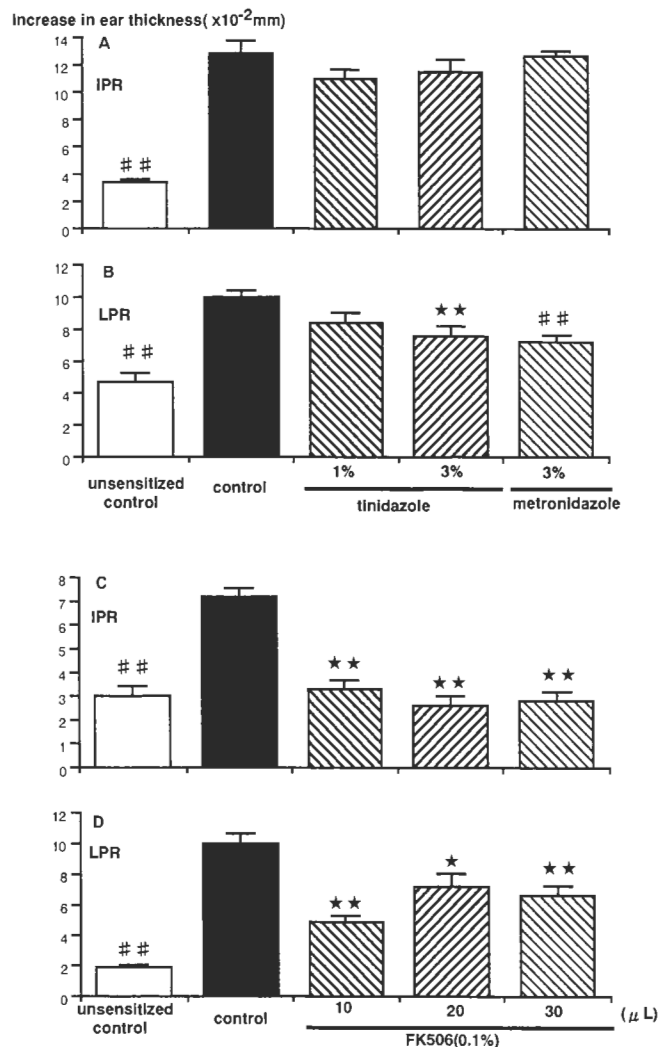 Increase in ear thickness( x10-2mm)
14
A
12
IPR
10
8
6
♯♯
4
2
0
12
B
10
LPR
★★
♯♯
8
♯♯
6
4
2
0
1%
3%
3%
unsensitized
control
control
tinidazole
metronidazole
8
C
7
IPR
6
5
♯♯
★★
★★
★★
4
3
2
1
0
12
D
10
LPR
★
★★
8
6
★★
4
♯♯
2
0
unsensitized
control
control
10
20
30
(μL)
FK506(0.1%)